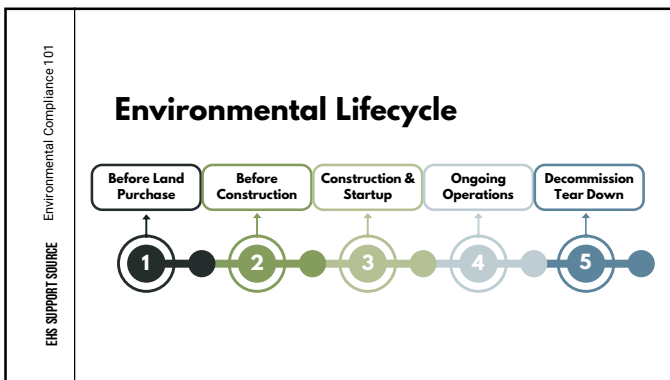 Environmental Compliance 101
EHS SUPPORT SOURCE
Environmental Lifecycle
Before Land
Purchase
Before
Construction
Construction &
Startup
Ongoing
Operations
Decommission
Tear Down
1
2
3
4
5